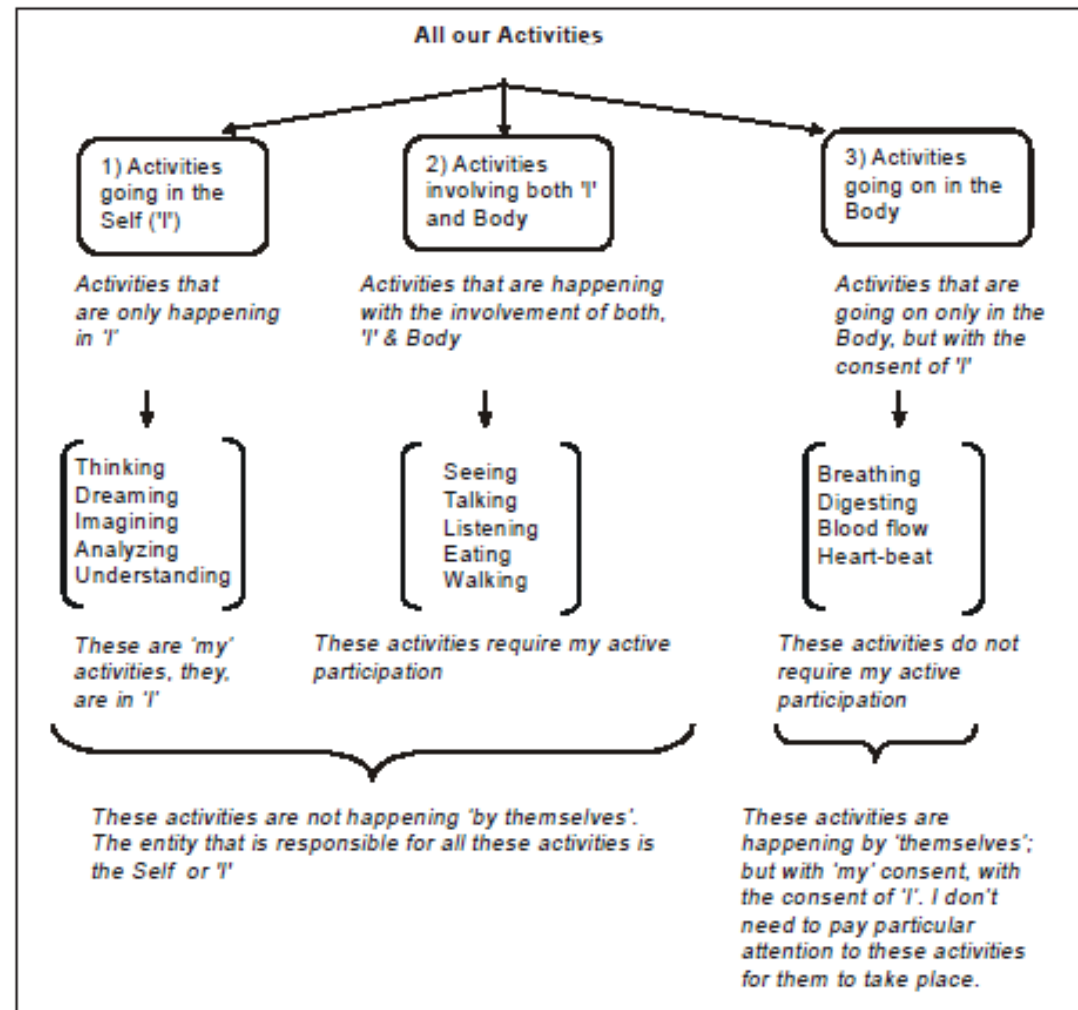 All our Activities
1) Activities
going in the
Self ('I')
2) Activities
involving both 'I'
and Body
3) Activities
going on in the
Body
Activities that
are only happening
in 'I'
Activities that are happening
with the involvement of both,
'I' & Body
Activities that are
going on only in the
Body, but with the
consent of 'I'
Thinking
Dreaming
Imagining
Analyzing
Understanding
Seeing
Talking
Listening
Eating
Walking
Breathing
Digesting
Blood flow
Heart-beat
These are 'my'
activities, they,
are in 'I'
These activities require my active
participation
These activities do not
require my active
participation
These activities are not happening 'by themselves'.
The entity that is responsible for all these activities is
the Self or 'I'
These activities are
happening by 'themselves';
but with 'my' consent, with
the consent of 'I'. I don't
need to pay particular
attention to these activities
for them to take place.